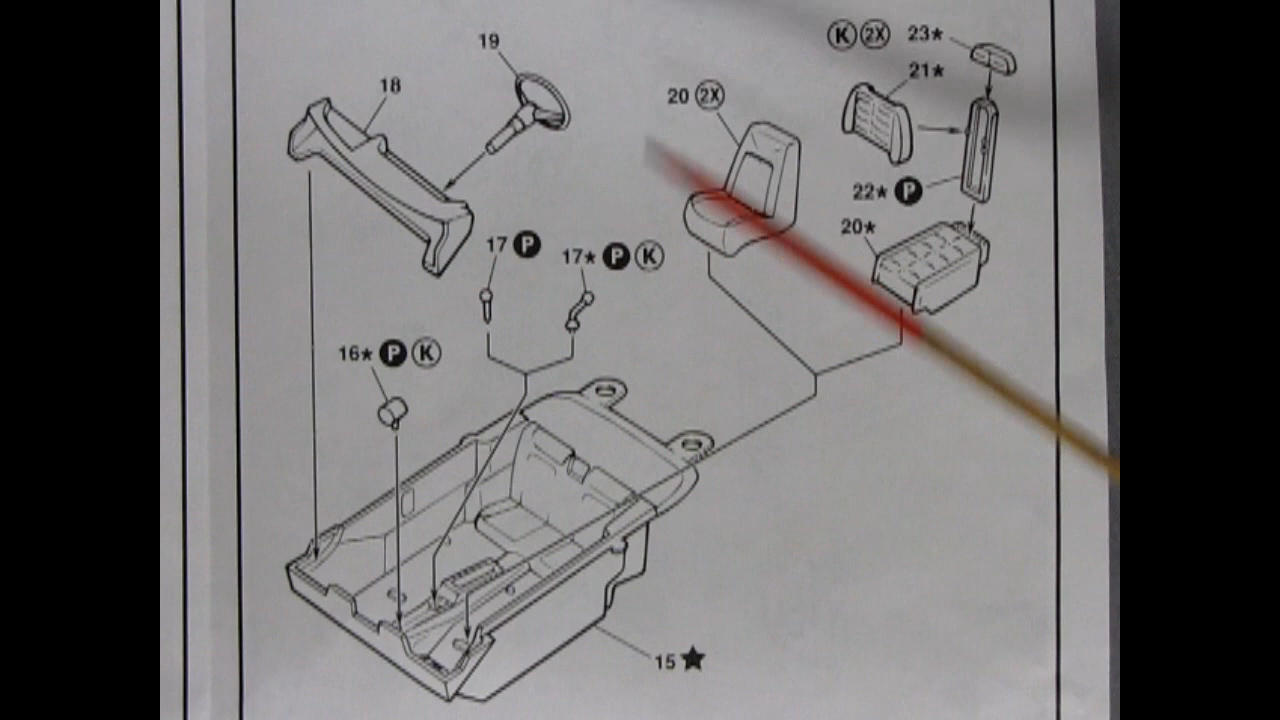 19
18
20 2X
K 2X 23★
21★
22★ P
20★
17 P
17★ P K
16★ P K
15★